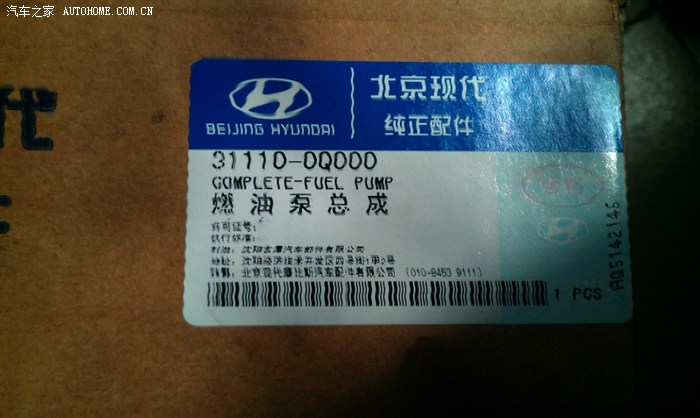 汽车之家 AUTOHOME.COM.CN
代
北京现代
BEIJING HYUNDAI
纯正配件
31110-0Q000
COMPLETE-FUEL PUMP
燃油泵总成
许可证号:
执行标准:
制造: 沈阳玄潭汽车部件有限公司
地址: 沈阳经济技术开发区四号街1甲2号
销售: 北京现代摩比斯汽车配件有限公司 (010-8453 9111)
1 PCS
AQ5142146